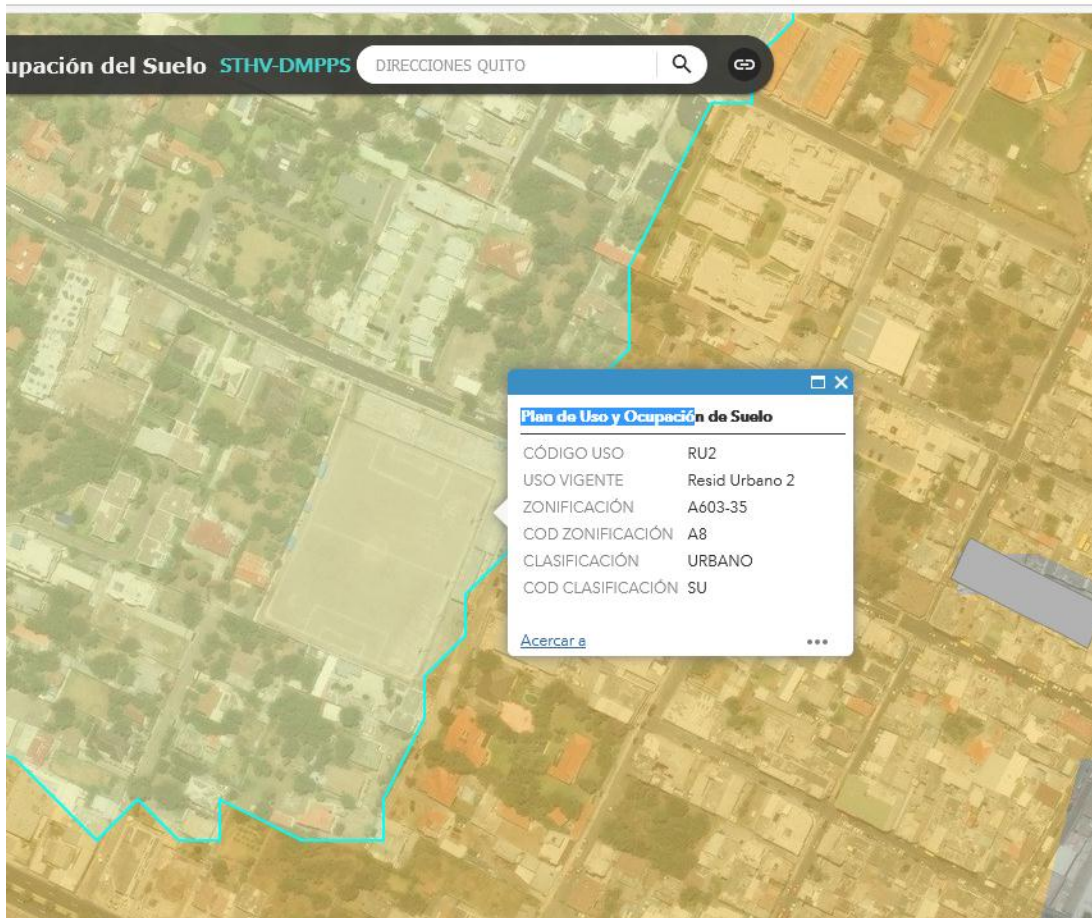 upación del Suelo STHV-DMPPS DIRECCIONES QUITO
Plan de Uso y Ocupación de Suelo
CÓDIGO USO RU2
USO VIGENTE Resid Urbano 2
ZONIFICACIÓN A603-35
COD ZONIFICACIÓN A8
CLASIFICACIÓN URBANO
COD CLASIFICACIÓN SU
Acercar a